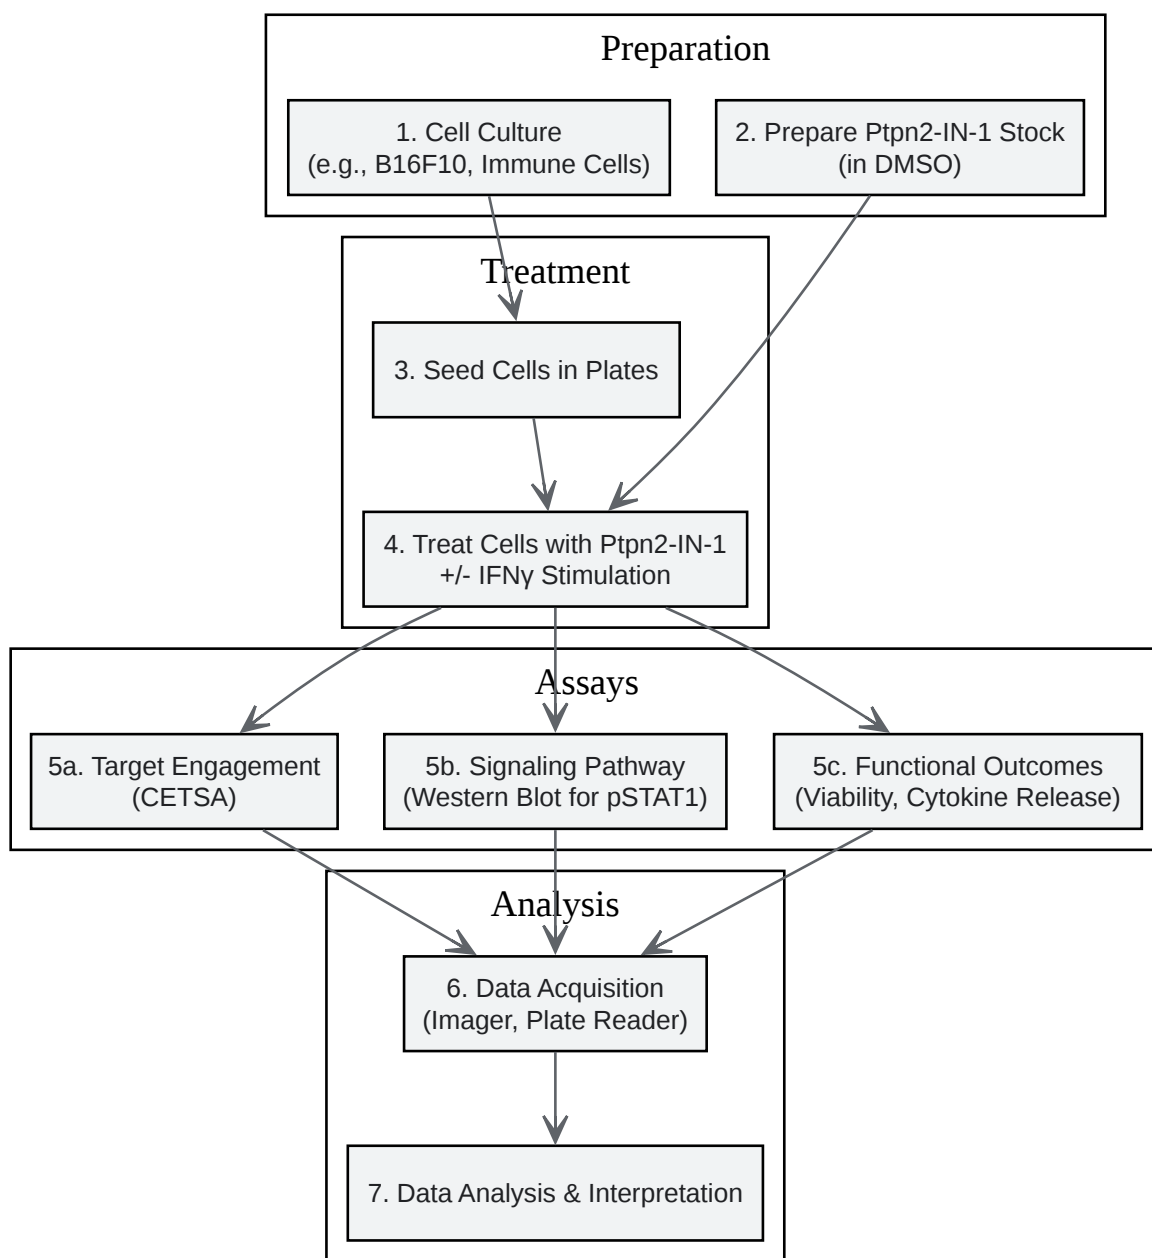 Preparation
1. Cell Culture
(e.g., B16F10, Immune Cells)
2. Prepare Ptpn2-IN-1 Stock
(in DMSO)
Treatment
3. Seed Cells in Plates
4. Treat Cells with Ptpn2-IN-1
+/- IFNγ Stimulation
Assays
5a. Target Engagement
(CETSA)
5b. Signaling Pathway
(Western Blot for pSTAT1)
5c. Functional Outcomes
(Viability, Cytokine Release)
Analysis
6. Data Acquisition
(Imager, Plate Reader)
7. Data Analysis & Interpretation